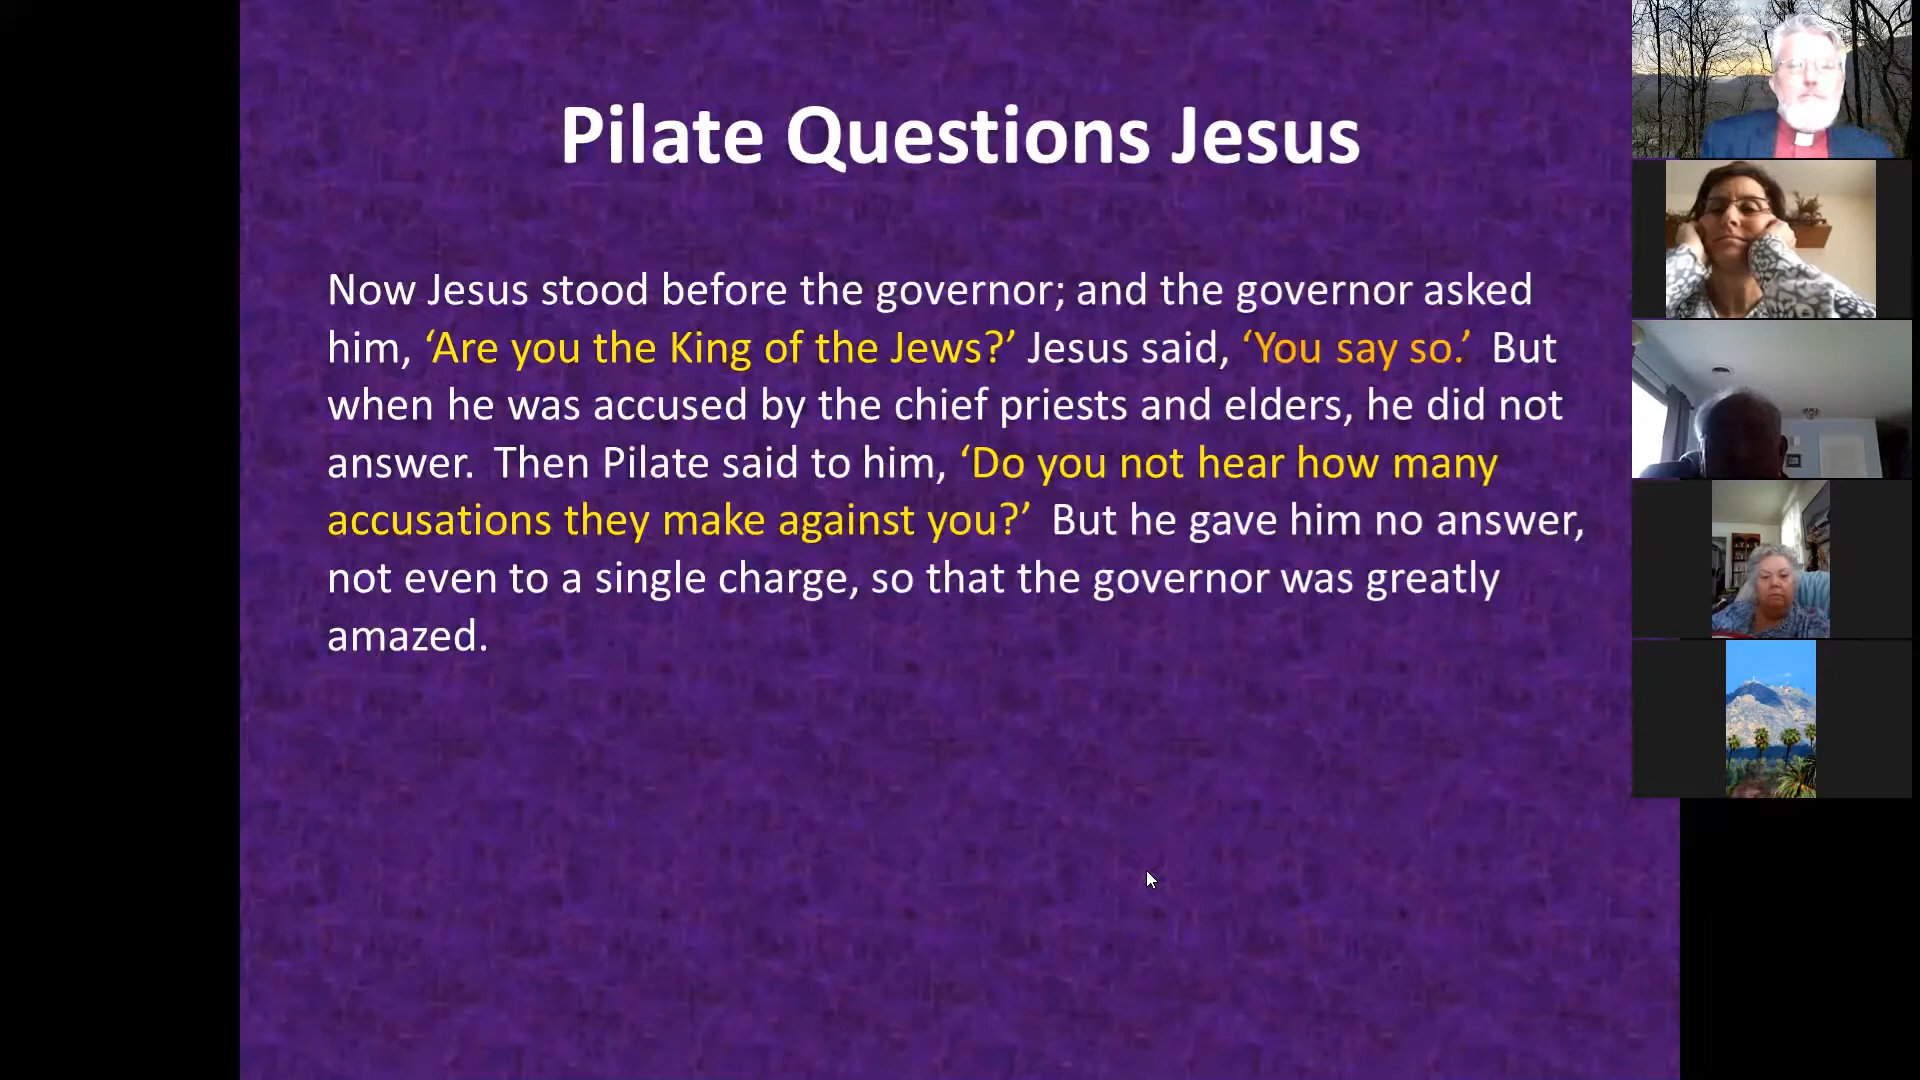 Pilate Questions Jesus
Now Jesus stood before the governor; and the governor asked
him, ‘Are you the King of the Jews?’ Jesus said, ‘You say so.’  But
when he was accused by the chief priests and elders, he did not
answer.  Then Pilate said to him, ‘Do you not hear how many
accusations they make against you?’  But he gave him no answer,
not even to a single charge, so that the governor was greatly
amazed.